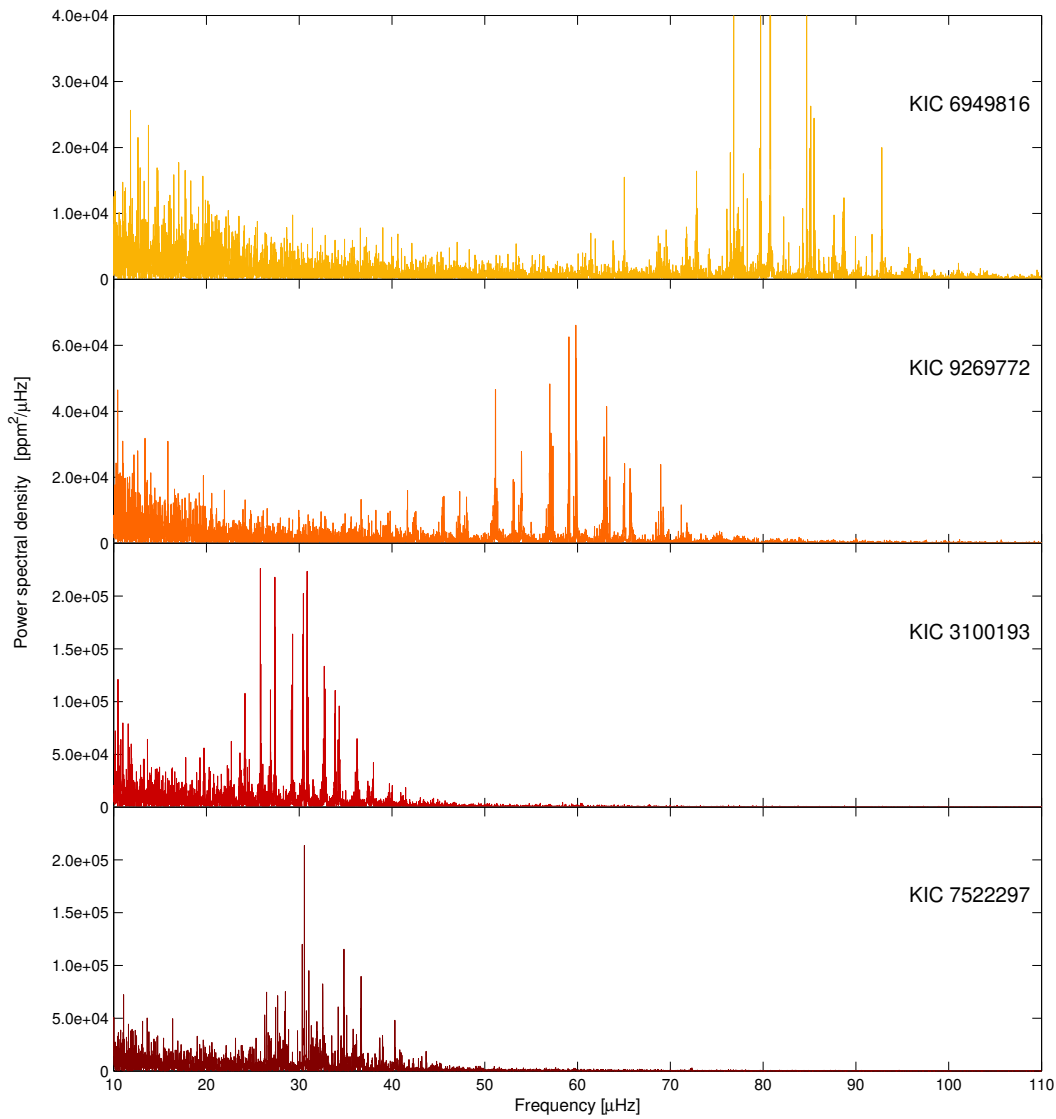 4.0e+04
3.0e+04
2.0e+04
1.0e+04
0
KIC 6949816
6.0e+04
4.0e+04
2.0e+04
0
KIC 9269772
2.0e+05
1.5e+05
1.0e+05
5.0e+04
0
KIC 3100193
2.0e+05
1.5e+05
1.0e+05
5.0e+04
0
KIC 7522297
10 20 30 40 50 60 70 80 90 100 110
Frequency [μHz]
Power spectral density [ppm²/μHz]